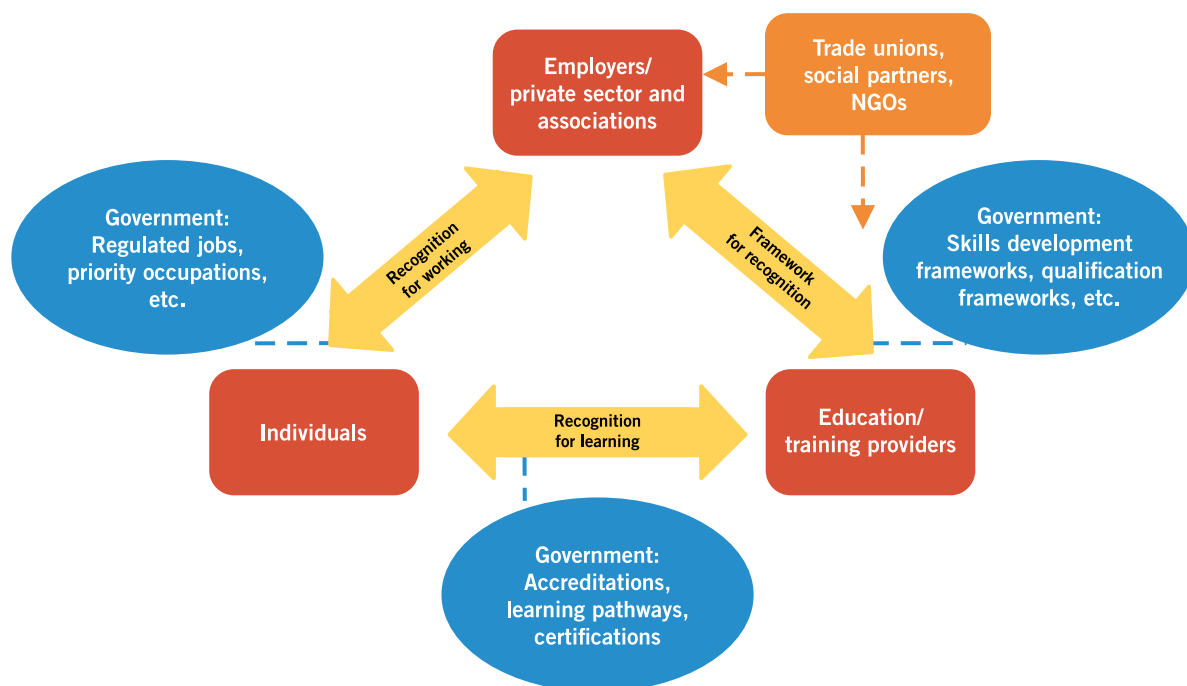 Employers/
private sector and
associations
Trade unions,
social partners,
NGOs
Government:
Regulated jobs,
priority occupations,
etc.
Recognition
for working
Framework
for recognition
Government:
Skills development
frameworks, qualification
frameworks, etc.
Individuals
Recognition
for learning
Education/
training providers
Government:
Accreditations,
learning pathways,
certifications